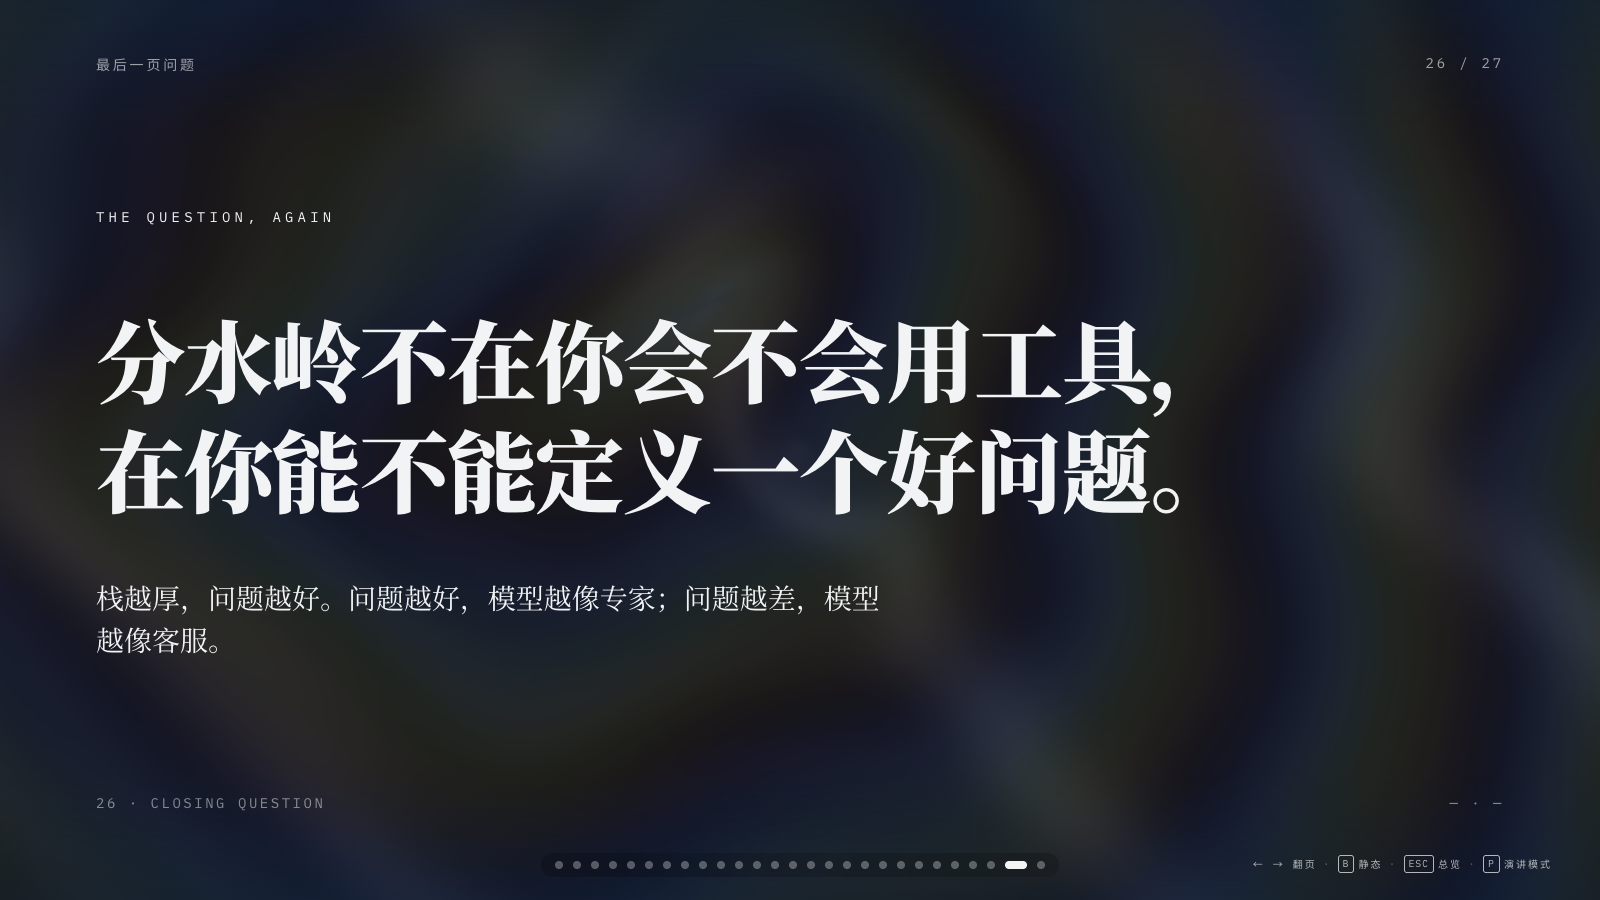 最后一页问题
26 / 27
THE QUESTION, AGAIN
分水岭不在你会不会用工具，
在你能不能定义一个好问题。
栈越厚，问题越好。问题越好，模型越像专家；问题越差，模型
越像客服。
26 · CLOSING QUESTION
— · —
← → 翻页 · B 静态 · ESC 总览 · P 演讲模式